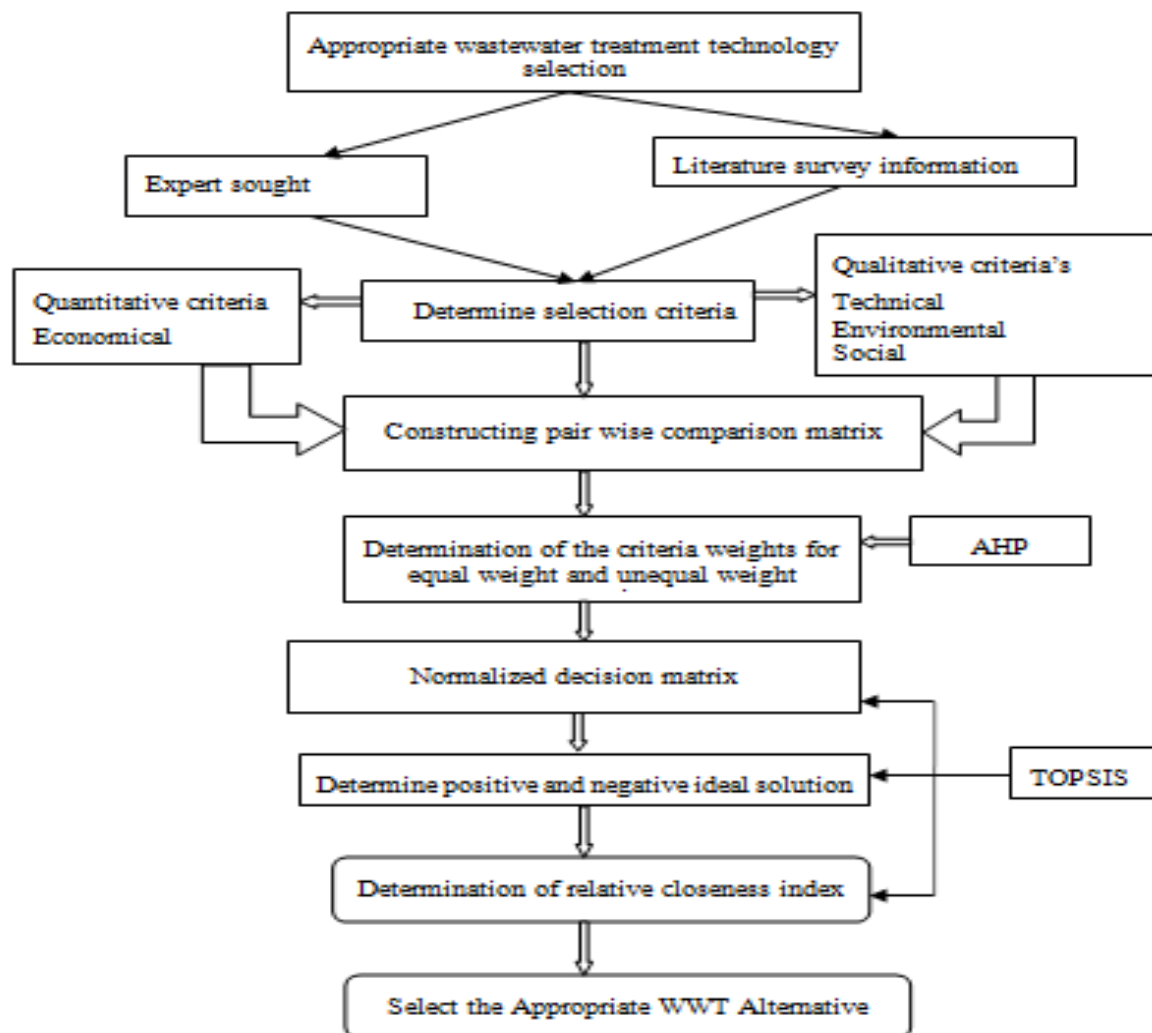 Appropriate wastewater treatment technology
selection
Expert sought
Literature survey information
Quantitative criteria
Economical
Determine selection criteria
Qualitative criteria's
Technical
Environmental
Social
Constructing pair wise comparison matrix
Determination of the criteria weights for
equal weight and unequal weight
AHP
Normalized decision matrix
Determine positive and negative ideal solution
TOPSIS
Determination of relative closeness index
Select the Appropriate WWT Alternative